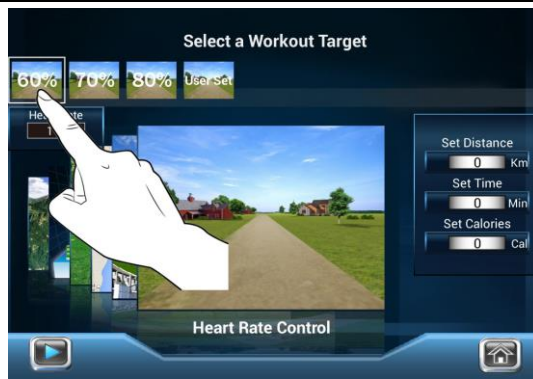 Select a Workout Target
60% 70% 80% User Set
Set Distance
0 Km
Set Time
0 Min
Set Calories
0 Cal
Heart Rate Control